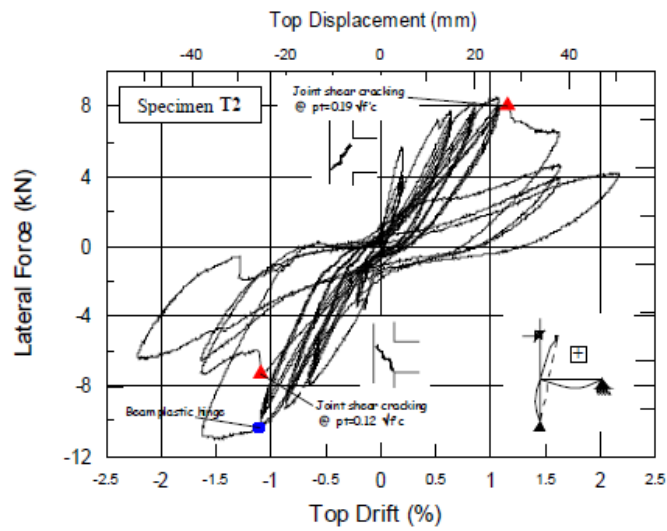 Top Displacement (mm)
-40 -20 0 20 40
Specimen T2
Joint shear cracking
@ pt=0.19 √f'c
8
4
0
-4
-8
-12
Lateral Force (kN)
Beam plastic hinge
Joint shear cracking
@ pt=0.12 √f'c
+
-2.5 -2 -1.5 -1 -0.5 0 0.5 1 1.5 2 2.5
Top Drift (%)